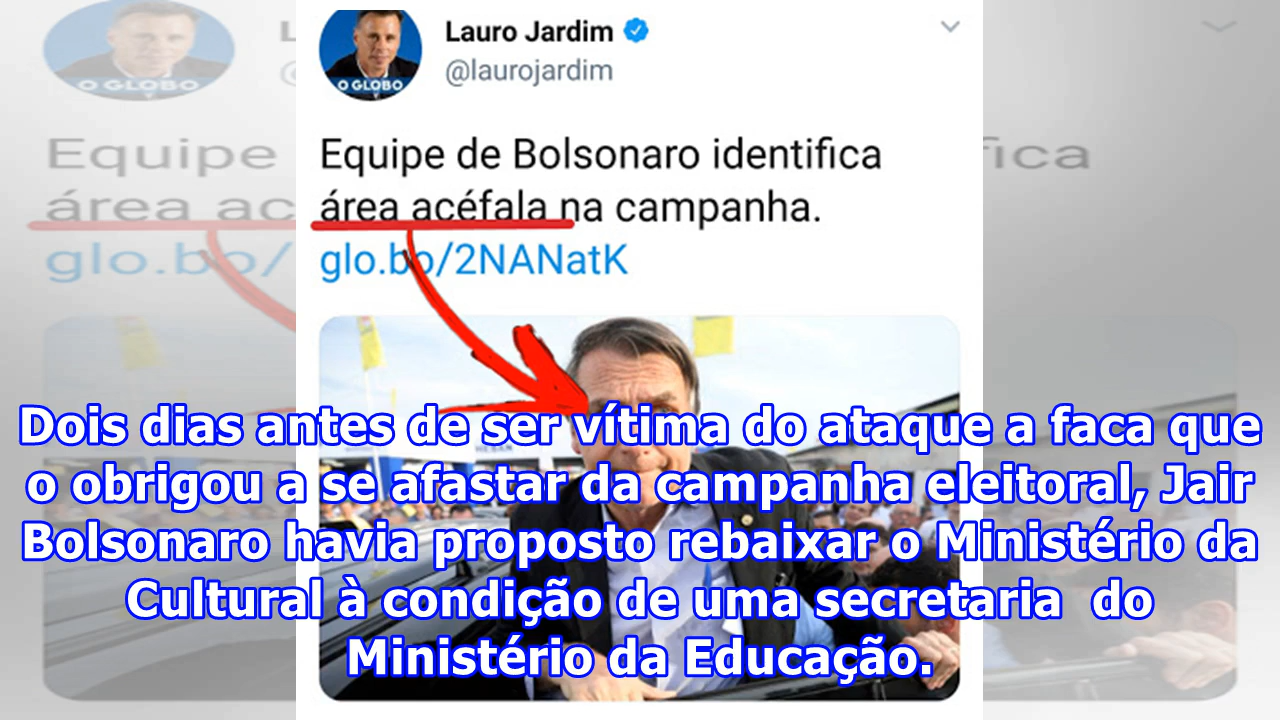 Lauro Jardim
@laurojardim
O GLOBO
Equipe de Bolsonaro identifica
área acéfala na campanha.
glo.bo/2NANatK
Dois dias antes de ser vítima do ataque a faca que
o obrigou a se afastar da campanha eleitoral, Jair
Bolsonaro havia proposto rebaixar o Ministério da
Cultural à condição de uma secretaria do
Ministério da Educação.